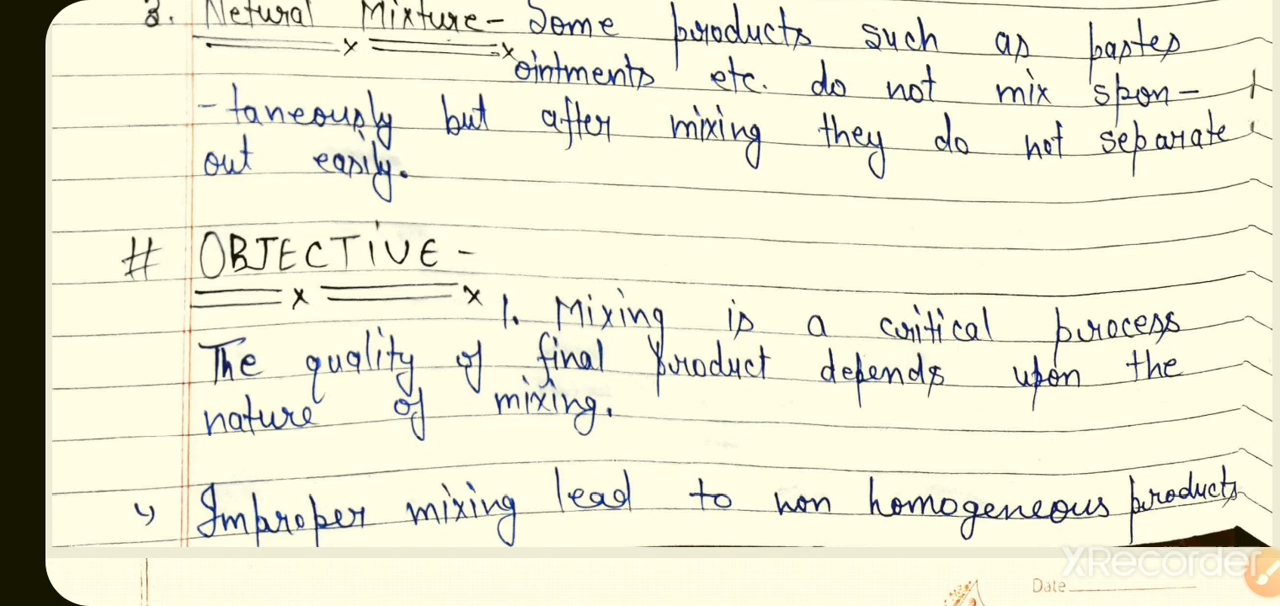 3. Netural Mixture - Some products such as pastes
ointments etc. do not mix spon-
-taneously but after mixing they do not separate
out easily.
# OBJECTIVE -
1. Mixing is a critical process
The quality of final product depends upon the
nature of mixing.
Improper mixing lead to non homogeneous products
XRecorder
Date